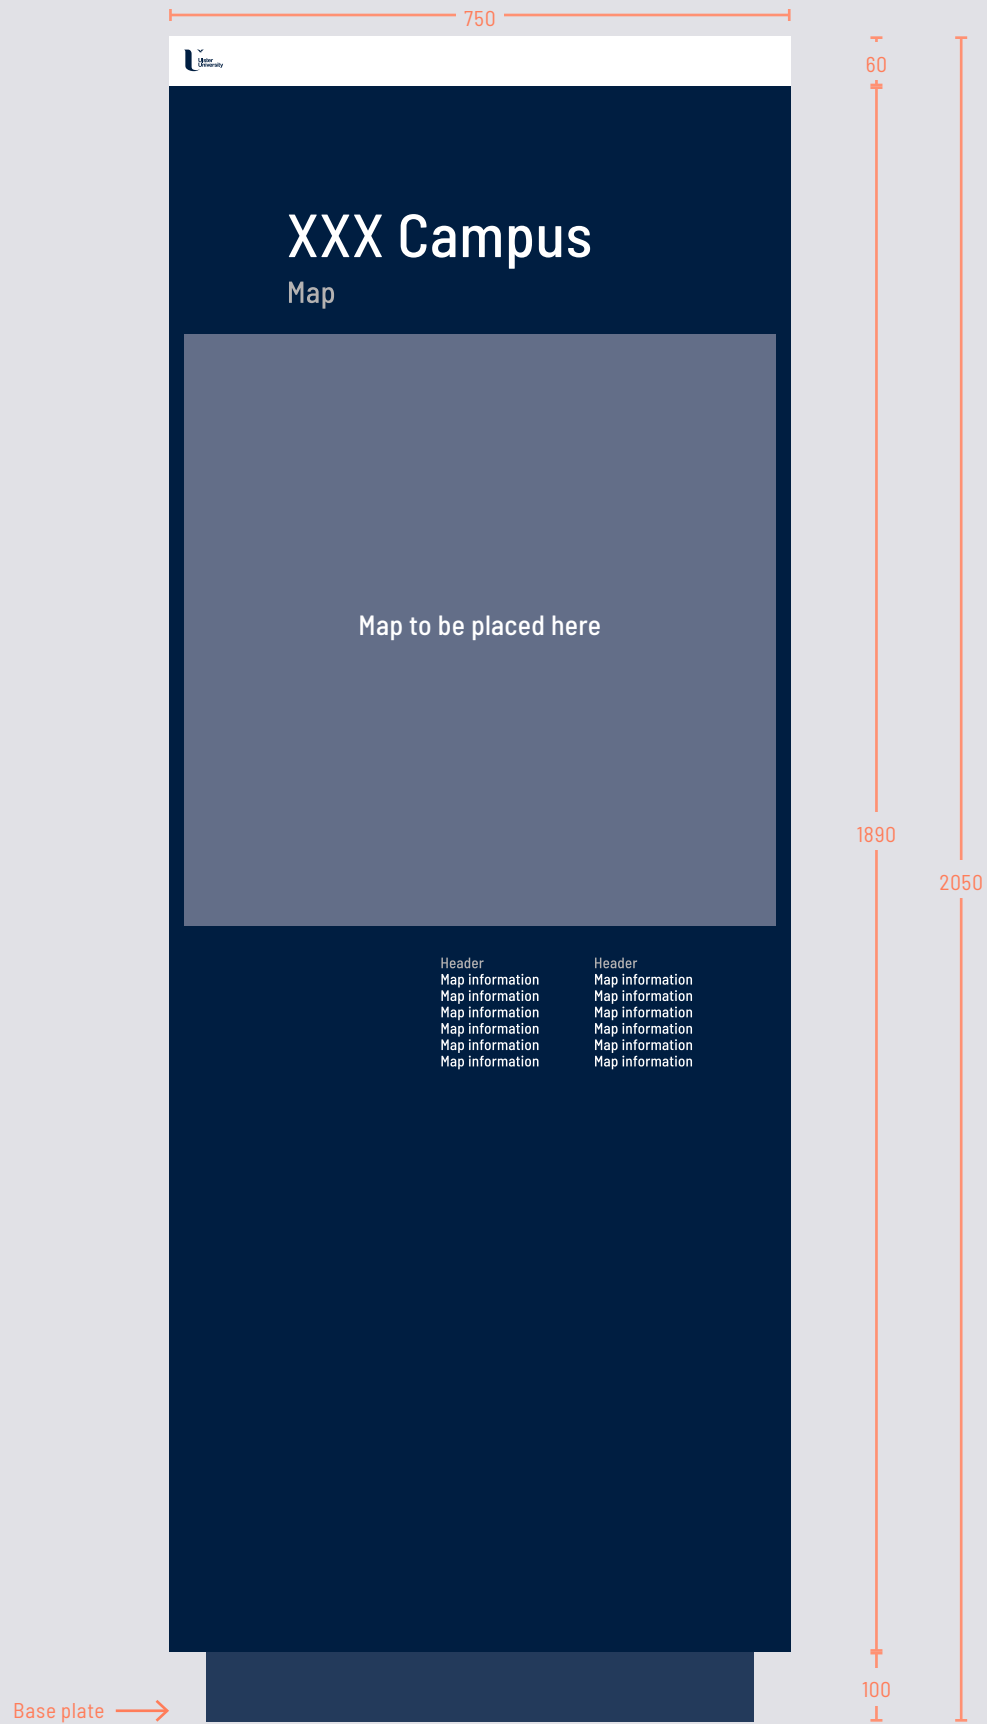 750
Ulster
University
60
XXX Campus
Map
Map to be placed here
1890
2050
Header
Map information
Map information
Map information
Map information
Map information
Map information
Header
Map information
Map information
Map information
Map information
Map information
Map information
100
Base plate